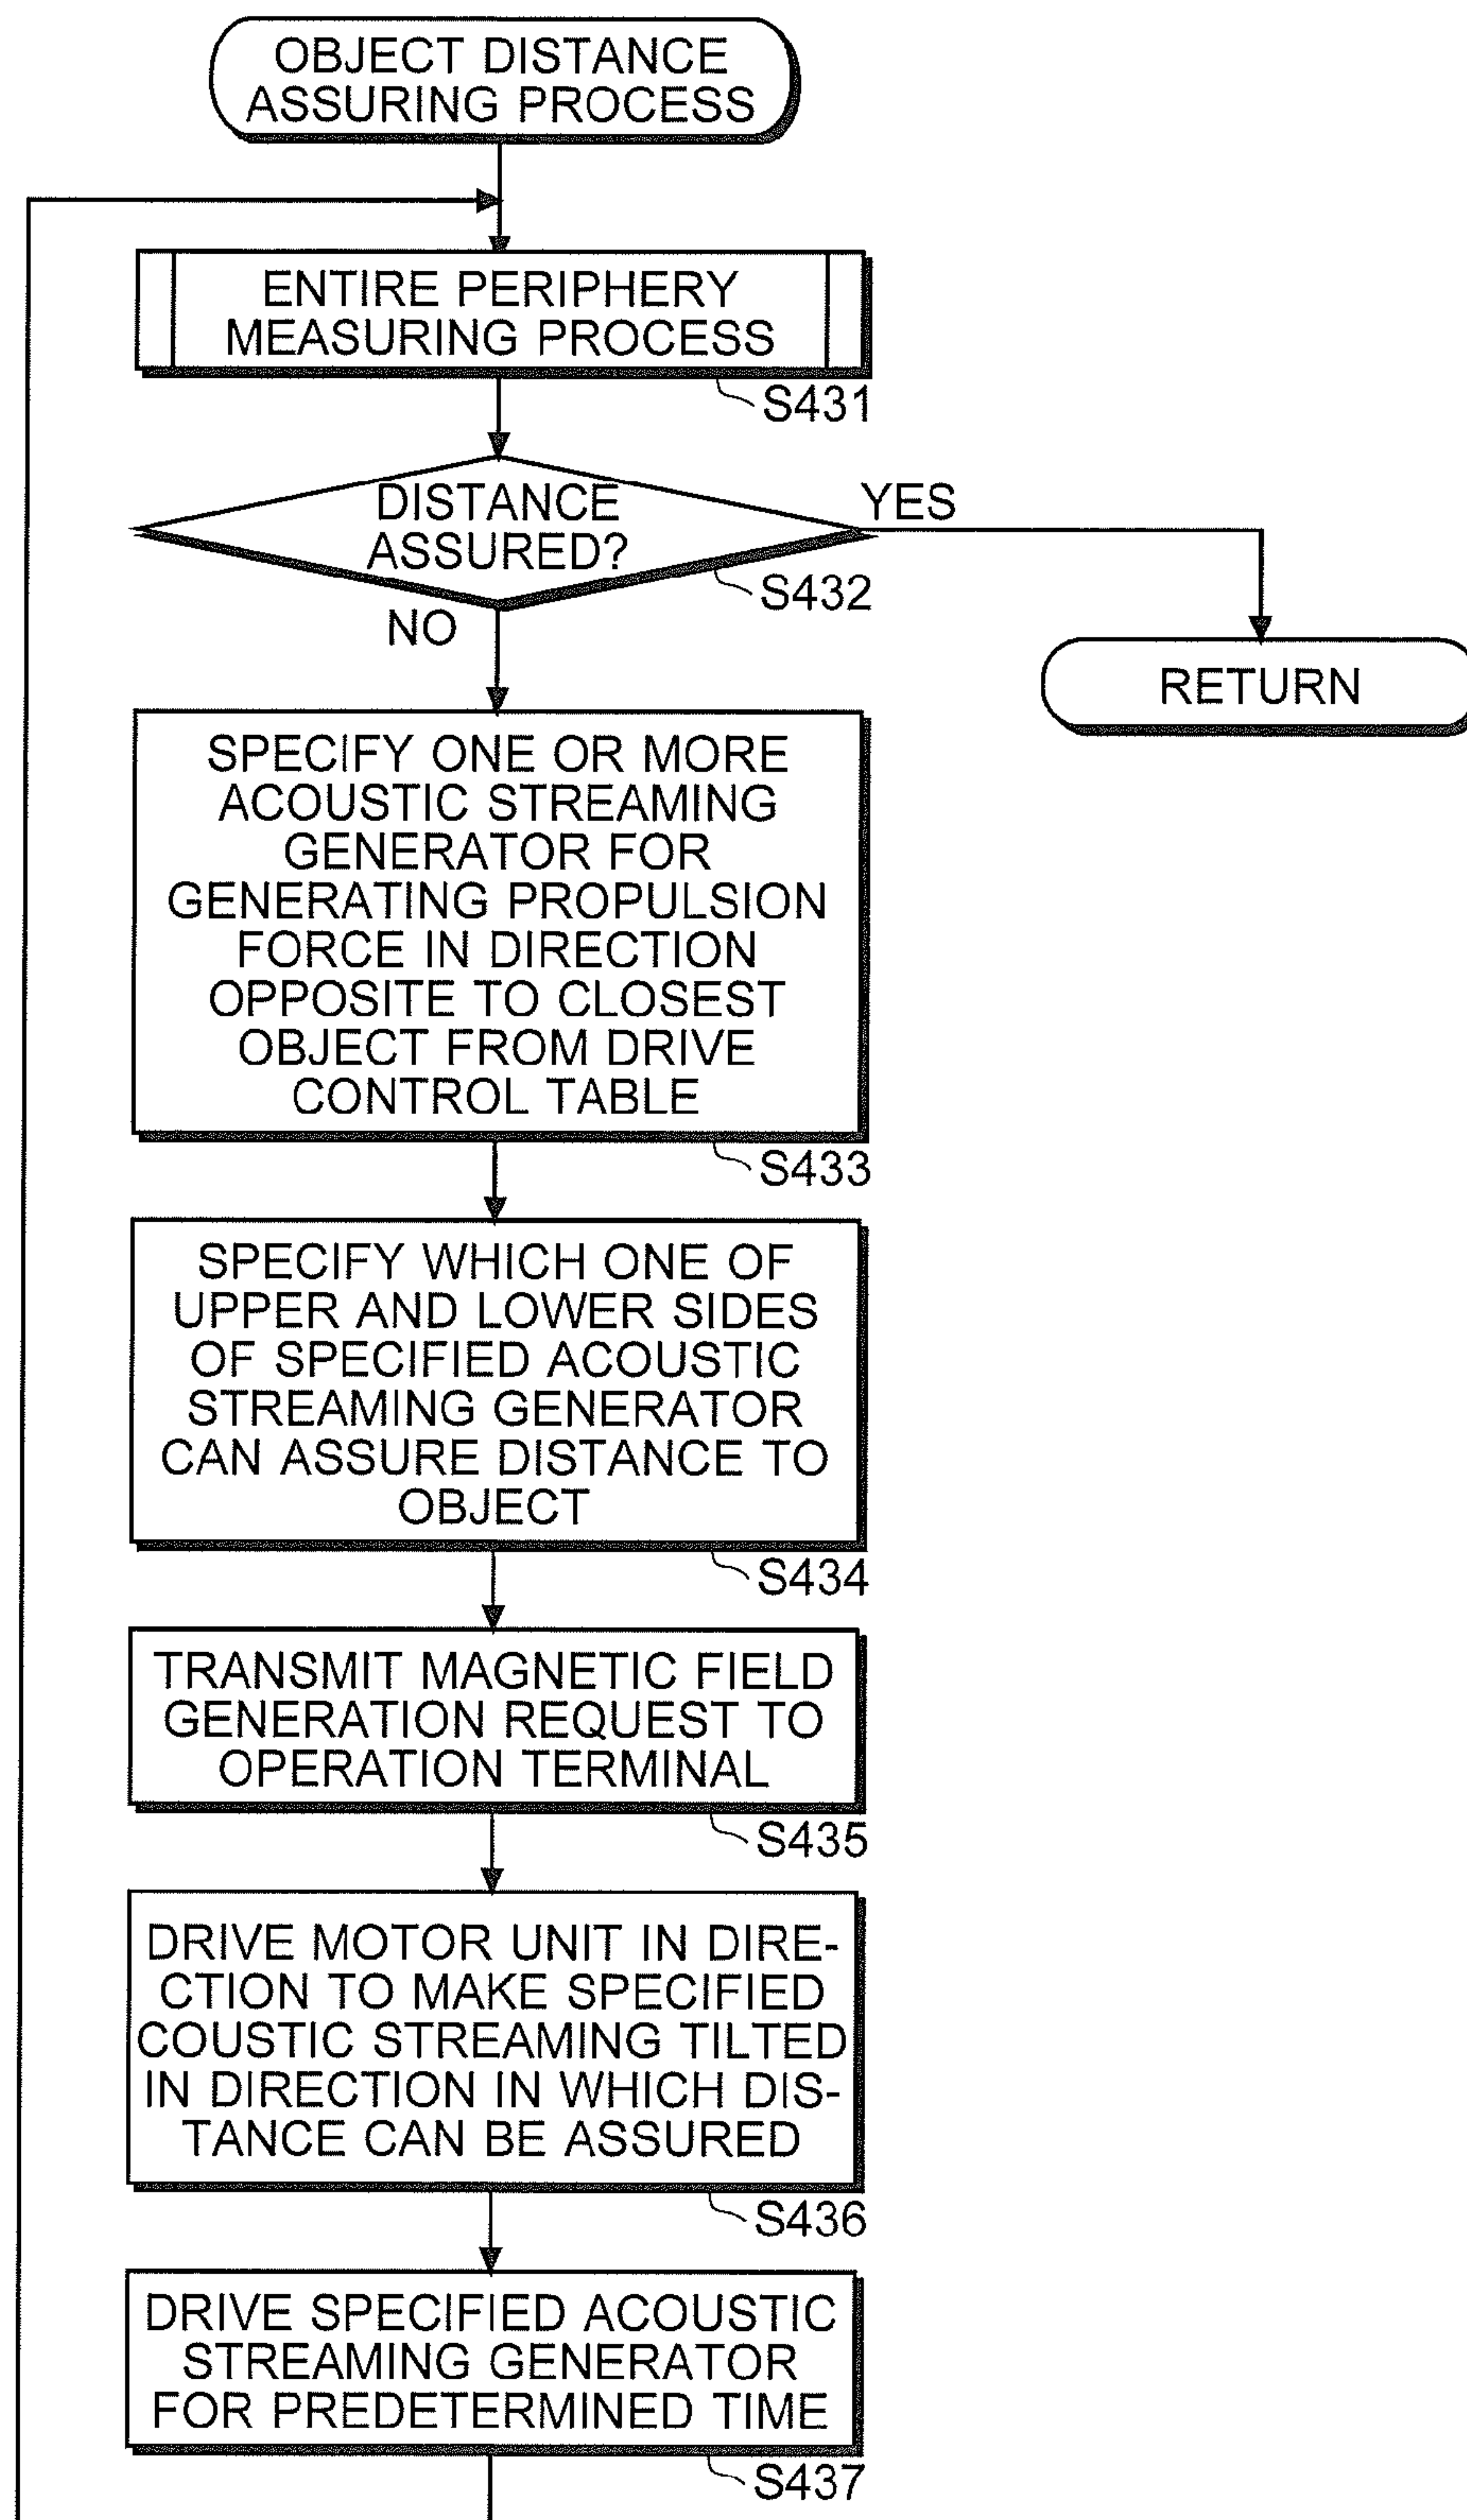 OBJECT DISTANCE
ASSURING PROCESS
ENTIRE PERIPHERY
MEASURING PROCESS
S431
DISTANCE
ASSURED?
YES
S432
NO
RETURN
SPECIFY ONE OR MORE
ACOUSTIC STREAMING
GENERATOR FOR
GENERATING PROPULSION
FORCE IN DIRECTION
OPPOSITE TO CLOSEST
OBJECT FROM DRIVE
CONTROL TABLE
S433
SPECIFY WHICH ONE OF
UPPER AND LOWER SIDES
OF SPECIFIED ACOUSTIC
STREAMING GENERATOR
CAN ASSURE DISTANCE TO
OBJECT
S434
TRANSMIT MAGNETIC FIELD
GENERATION REQUEST TO
OPERATION TERMINAL
S435
DRIVE MOTOR UNIT IN DIRE-
CTION TO MAKE SPECIFIED
COUSTIC STREAMING TILTED
IN DIRECTION IN WHICH DIS-
TANCE CAN BE ASSURED
S436
DRIVE SPECIFIED ACOUSTIC
STREAMING GENERATOR
FOR PREDETERMINED TIME
S437